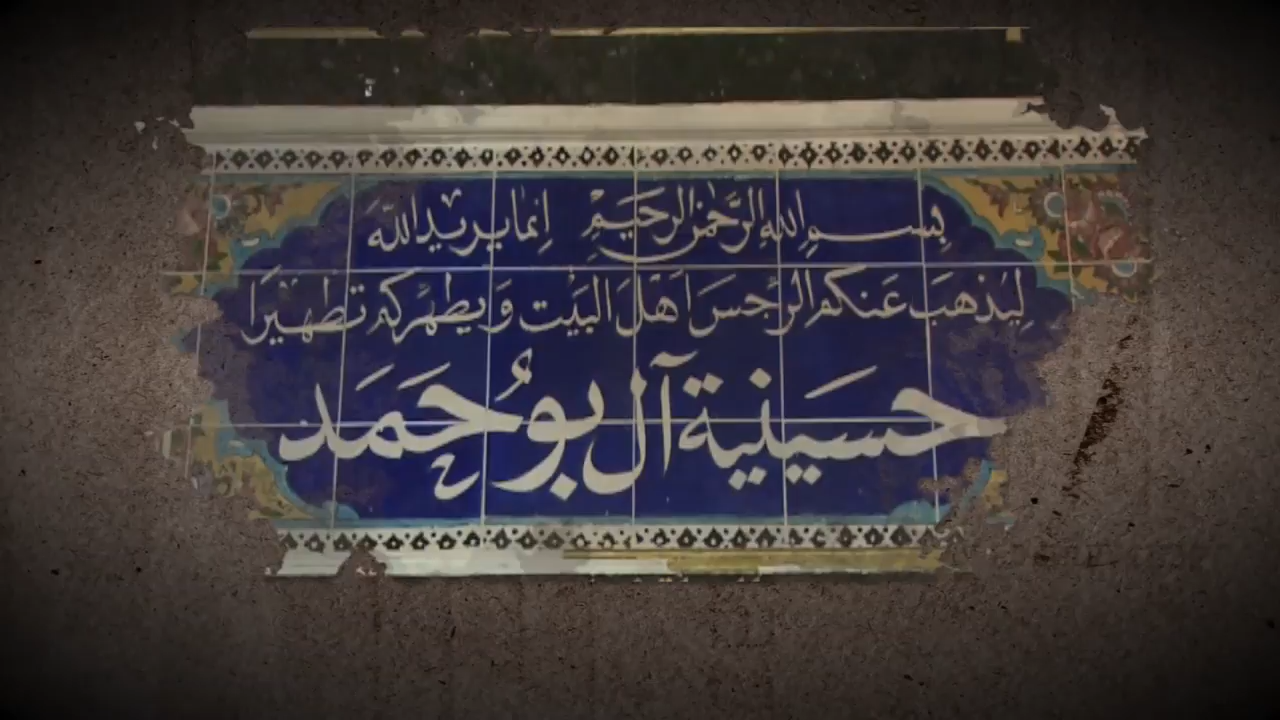 بسم الله الرحمن الرحيم إنما يريد الله
ليذهب عنكم الرجس أهل البيت ويطهركم تطهيرا
حسينية آل بوحمد